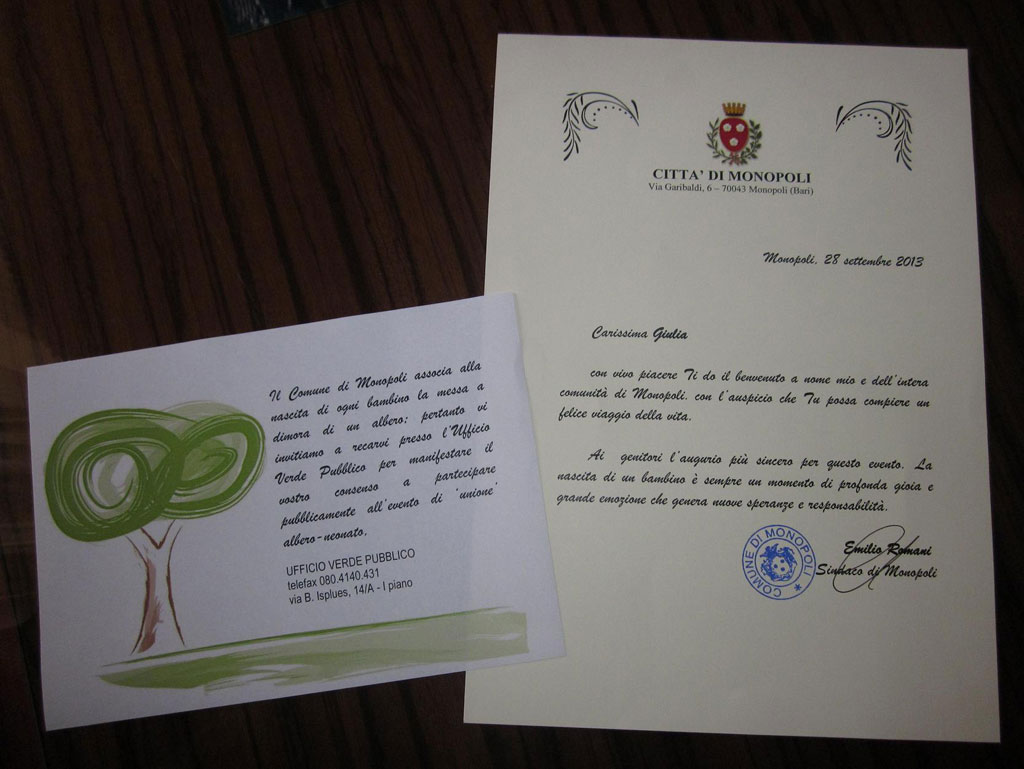 Il Comune di Monopoli associa alla
nascita di ogni bambino la messa a
dimora di un albero; pertanto vi
invitiamo a recarvi presso l'Ufficio
Verde Pubblico per manifestare il
vostro consenso a partecipare
pubblicamente all'evento di 'unione'
albero-neonato.
UFFICIO VERDE PUBBLICO
telefax 080.4140.431
via B. Isplues, 14/A - I piano
CITTA' DI MONOPOLI
Via Garibaldi, 6 – 70043 Monopoli (Bari)
Monopoli, 28 settembre 2013
Carissima Giulia
con vivo piacere Ti do il benvenuto a nome mio e dell'intera
comunità di Monopoli. con l'auspicio che Tu possa compiere un
felice viaggio della vita.
Ai genitori l'augurio più sincero per questo evento. La
nascita di un bambino è sempre un momento di profonda gioia e
grande emozione che genera nuove speranze e responsabilità.
COMUNE DI MONOPOLI
Emilio Romani
Sindaco di Monopoli